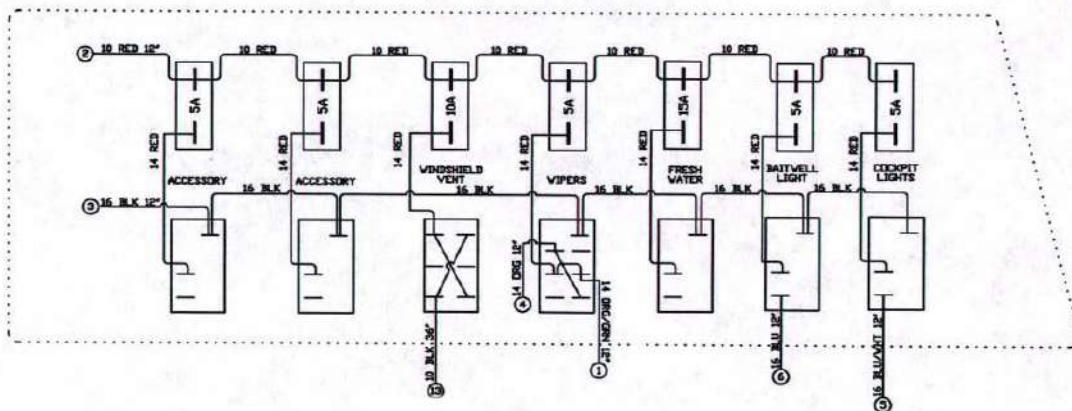 10 RED 12" 10 RED 10 RED 10 RED 10 RED 10 RED 10 RED
2
5A 5A 10A 5A 15A 5A 5A
14 RED 14 RED 14 RED 14 RED 14 RED 14 RED 14 RED
ACCESSORY ACCESSORY WINDSHIELD VENT WIPERS FRESH WATER BAITWELL LIGHT COCKPIT LIGHTS
16 BLK 16 BLK 16 BLK 16 BLK 16 BLK
3 16 BLK 12"
14 ORG 12"
4
14 ORG/GRN 12"
1
10 BLK 36"
16 BLU 12"
6
16 BLU/WHT 12"
5